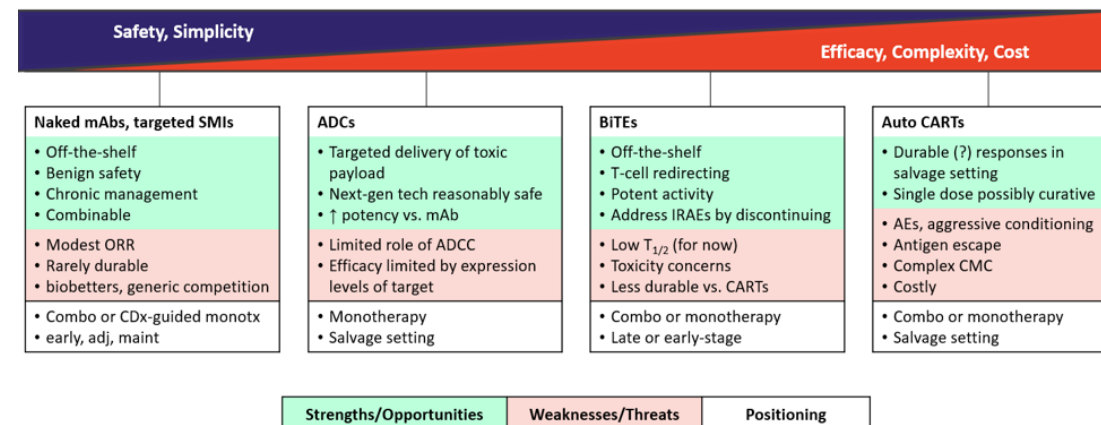 Safety, Simplicity
Efficacy, Complexity, Cost
Naked mAbs, targeted SMIs
• Off-the-shelf
• Benign safety
• Chronic management
• Combinable
• Modest ORR
• Rarely durable
• biobetters, generic competition
• Combo or CDx-guided monotx
• early, adj, maint
ADCs
• Targeted delivery of toxic
payload
• Next-gen tech reasonably safe
• ↑ potency vs. mAb
• Limited role of ADCC
• Efficacy limited by expression
levels of target
• Monotherapy
• Salvage setting
BiTEs
• Off-the-shelf
• T-cell redirecting
• Potent activity
• Address IRAEs by discontinuing
• Low T1/2 (for now)
• Toxicity concerns
• Less durable vs. CARTs
• Combo or monotherapy
• Late or early-stage
Auto CARTs
• Durable (?) responses in
salvage setting
• Single dose possibly curative
• AEs, aggressive conditioning
• Antigen escape
• Complex CMC
• Costly
• Combo or monotherapy
• Salvage setting
Strengths/Opportunities
Weaknesses/Threats
Positioning